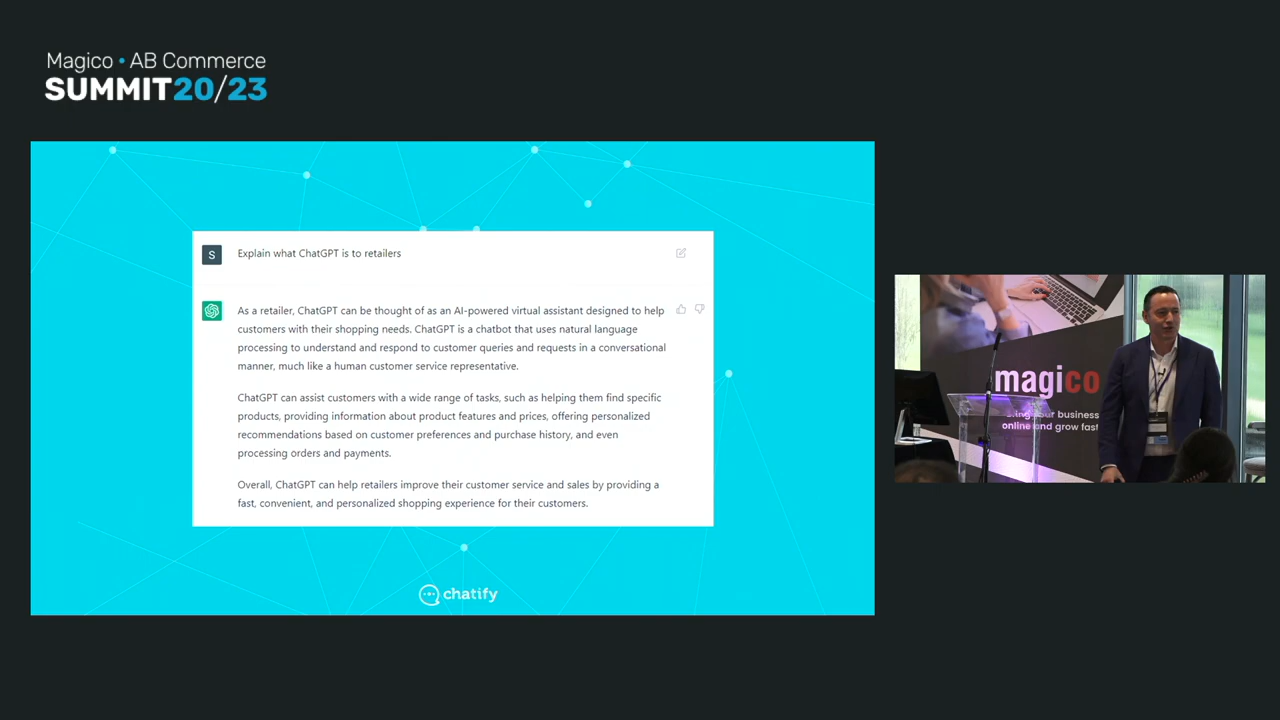 Magico • AB Commerce
SUMMIT20/23
S
Explain what ChatGPT is to retailers
As a retailer, ChatGPT can be thought of as an AI-powered virtual assistant designed to help
customers with their shopping needs. ChatGPT is a chatbot that uses natural language
processing to understand and respond to customer queries and requests in a conversational
manner, much like a human customer service representative.
ChatGPT can assist customers with a wide range of tasks, such as helping them find specific
products, providing information about product features and prices, offering personalized
recommendations based on customer preferences and purchase history, and even
processing orders and payments.
Overall, ChatGPT can help retailers improve their customer service and sales by providing a
fast, convenient, and personalized shopping experience for their customers.
chatify
magico
your business
online and grow fast